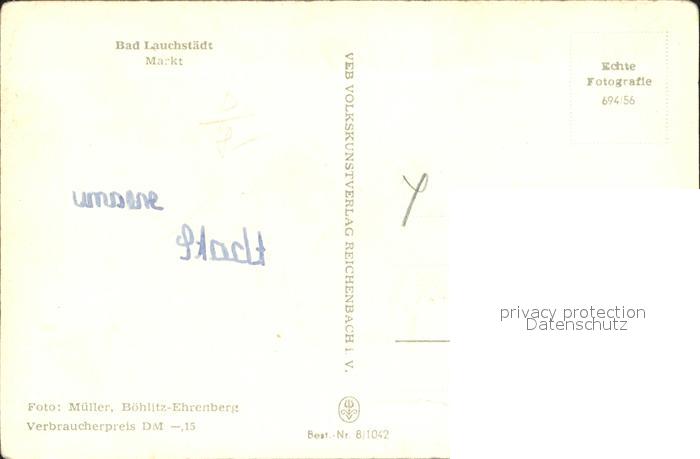 Bad Lauchstädt
Markt
Echte
Fotografie
694/56
VEB VOLKSKUNSTVERLAG REICHENBACH i. V.
unsere
Stadt
privacy protection
Datenschutz
Foto: Müller, Böhlitz-Ehrenberg
Verbraucherpreis DM —,15
Best.-Nr. 8/1042